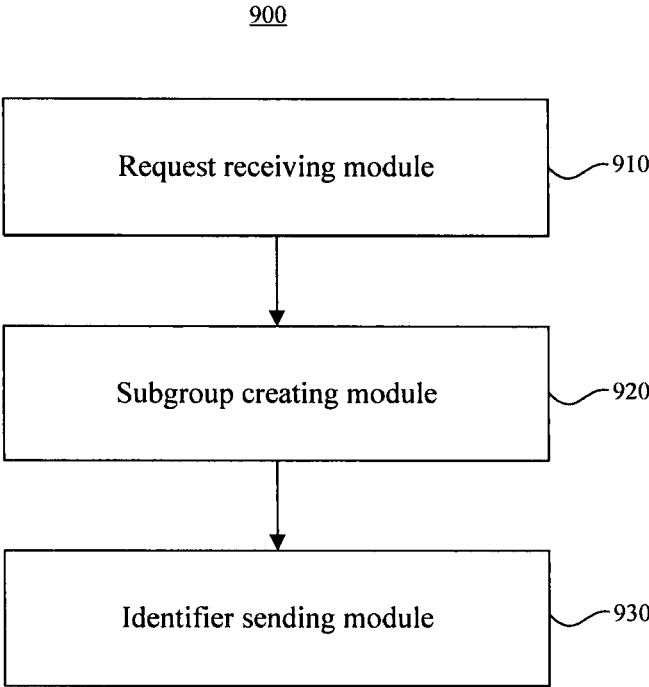 900
Request receiving module
910
Subgroup creating module
920
Identifier sending module
930